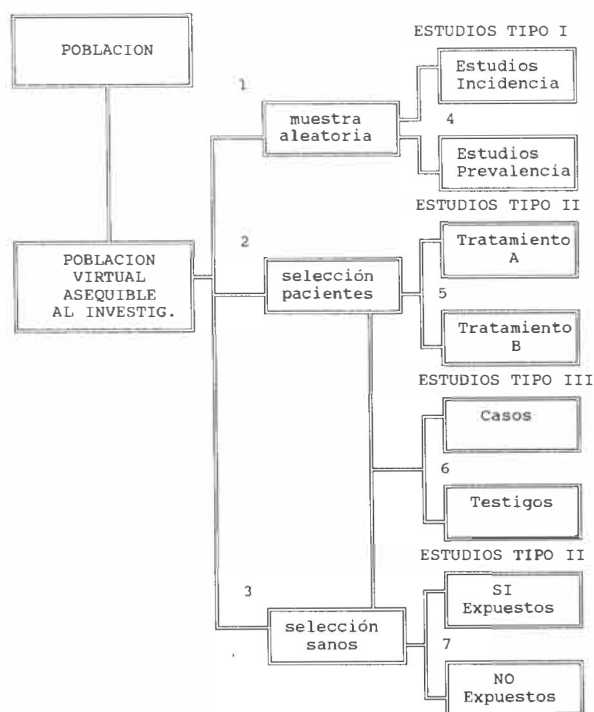 POBLACION
POBLACION
VIRTUAL
ASEQUIBLE
AL INVESTIG.
1
muestra
aleatoria
ESTUDIOS TIPO I
Estudios
Incidencia
4
Estudios
Prevalencia
2
selección
pacientes
ESTUDIOS TIPO II
Tratamiento
A
5
Tratamiento
B
ESTUDIOS TIPO III
Casos
6
Testigos
3
selección
sanos
ESTUDIOS TIPO II
SI
Expuestos
7
NO
Expuestos